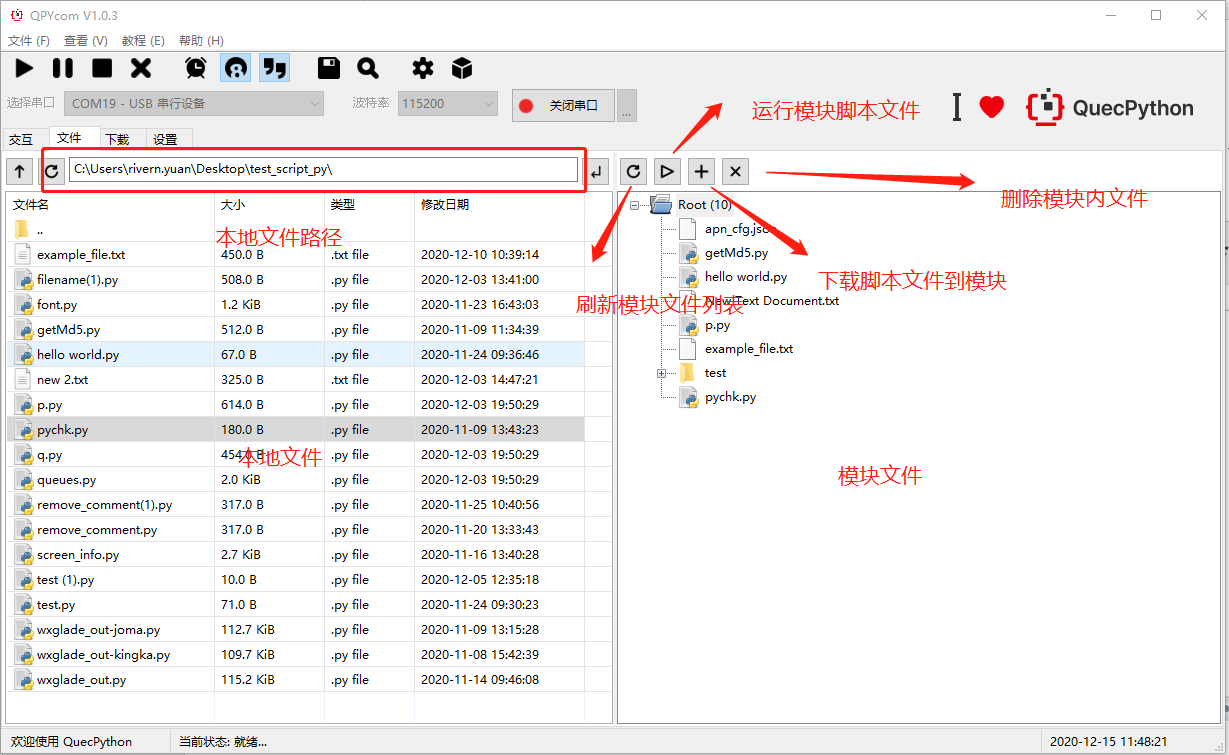 QPYcom V1.0.3
文件 (F) 查看 (V) 教程 (E) 帮助 (H)
选择串口 COM19 - USB 串行设备 波特率 115200 关闭串口 ...
运行模块脚本文件
QuecPython
交互 文件 下载 设置
C:\Users\rivern.yuan\Desktop\test_script_py\
删除模块内文件
文件名 大小 类型 修改日期
..
本地文件路径
example_file.txt 450.0 B .txt file 2020-12-10 10:39:14
filename(1).py 508.0 B .py file 2020-12-03 13:41:00
font.py 1.2 KiB .py file 2020-11-23 16:43:03
getMd5.py 512.0 B .py file 2020-11-09 11:34:39
hello world.py 67.0 B .py file 2020-11-24 09:36:46
new 2.txt 325.0 B .txt file 2020-12-03 14:47:21
p.py 614.0 B .py file 2020-12-03 19:50:29
pychk.py 180.0 B .py file 2020-11-09 13:43:23
q.py 454.0 B .py file 2020-12-03 19:50:29
本地文件
queues.py 2.0 KiB .py file 2020-12-03 19:50:29
remove_comment(1).py 317.0 B .py file 2020-11-25 10:40:56
remove_comment.py 317.0 B .py file 2020-11-20 13:33:43
screen_info.py 2.7 KiB .py file 2020-11-16 13:40:28
test (1).py 10.0 B .py file 2020-12-05 12:35:18
test.py 71.0 B .py file 2020-11-24 09:30:23
wxglade_out-joma.py 112.7 KiB .py file 2020-11-09 13:15:28
wxglade_out-kingka.py 109.7 KiB .py file 2020-11-08 15:42:39
wxglade_out.py 115.2 KiB .py file 2020-11-14 09:46:08
Root (10)
apn_cfg.json
getMd5.py
hello world.py
下载脚本文件到模块
刷新模块文件列表
New Text Document.txt
p.py
example_file.txt
test
pychk.py
模块文件
欢迎使用 QuecPython 当前状态: 就绪... 2020-12-15 11:48:21